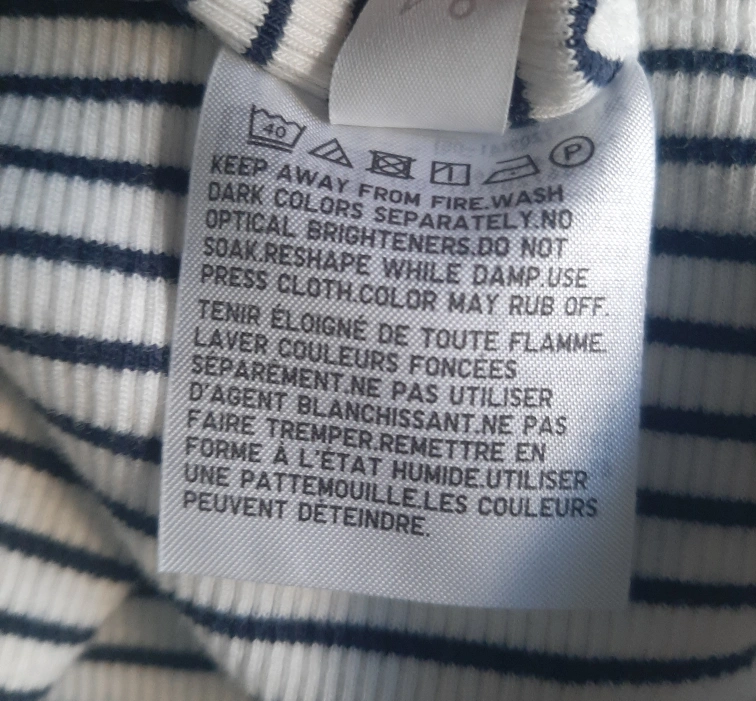 40
P
KEEP AWAY FROM FIRE.WASH
DARK COLORS SEPARATELY.NO
OPTICAL BRIGHTENERS.DO NOT
SOAK.RESHAPE WHILE DAMP.USE
PRESS CLOTH.COLOR MAY RUB OFF.
TENIR ÉLOIGNÉ DE TOUTE FLAMME.
LAVER COULEURS FONCÉES
SÉPAREMENT.NE PAS UTILISER
D'AGENT BLANCHISSANT.NE PAS
FAIRE TREMPER.REMETTRE EN
FORME À L'ÉTAT HUMIDE.UTILISER
UNE PATTEMOUILLE.LES COULEURS
PEUVENT DÉTEINDRE.